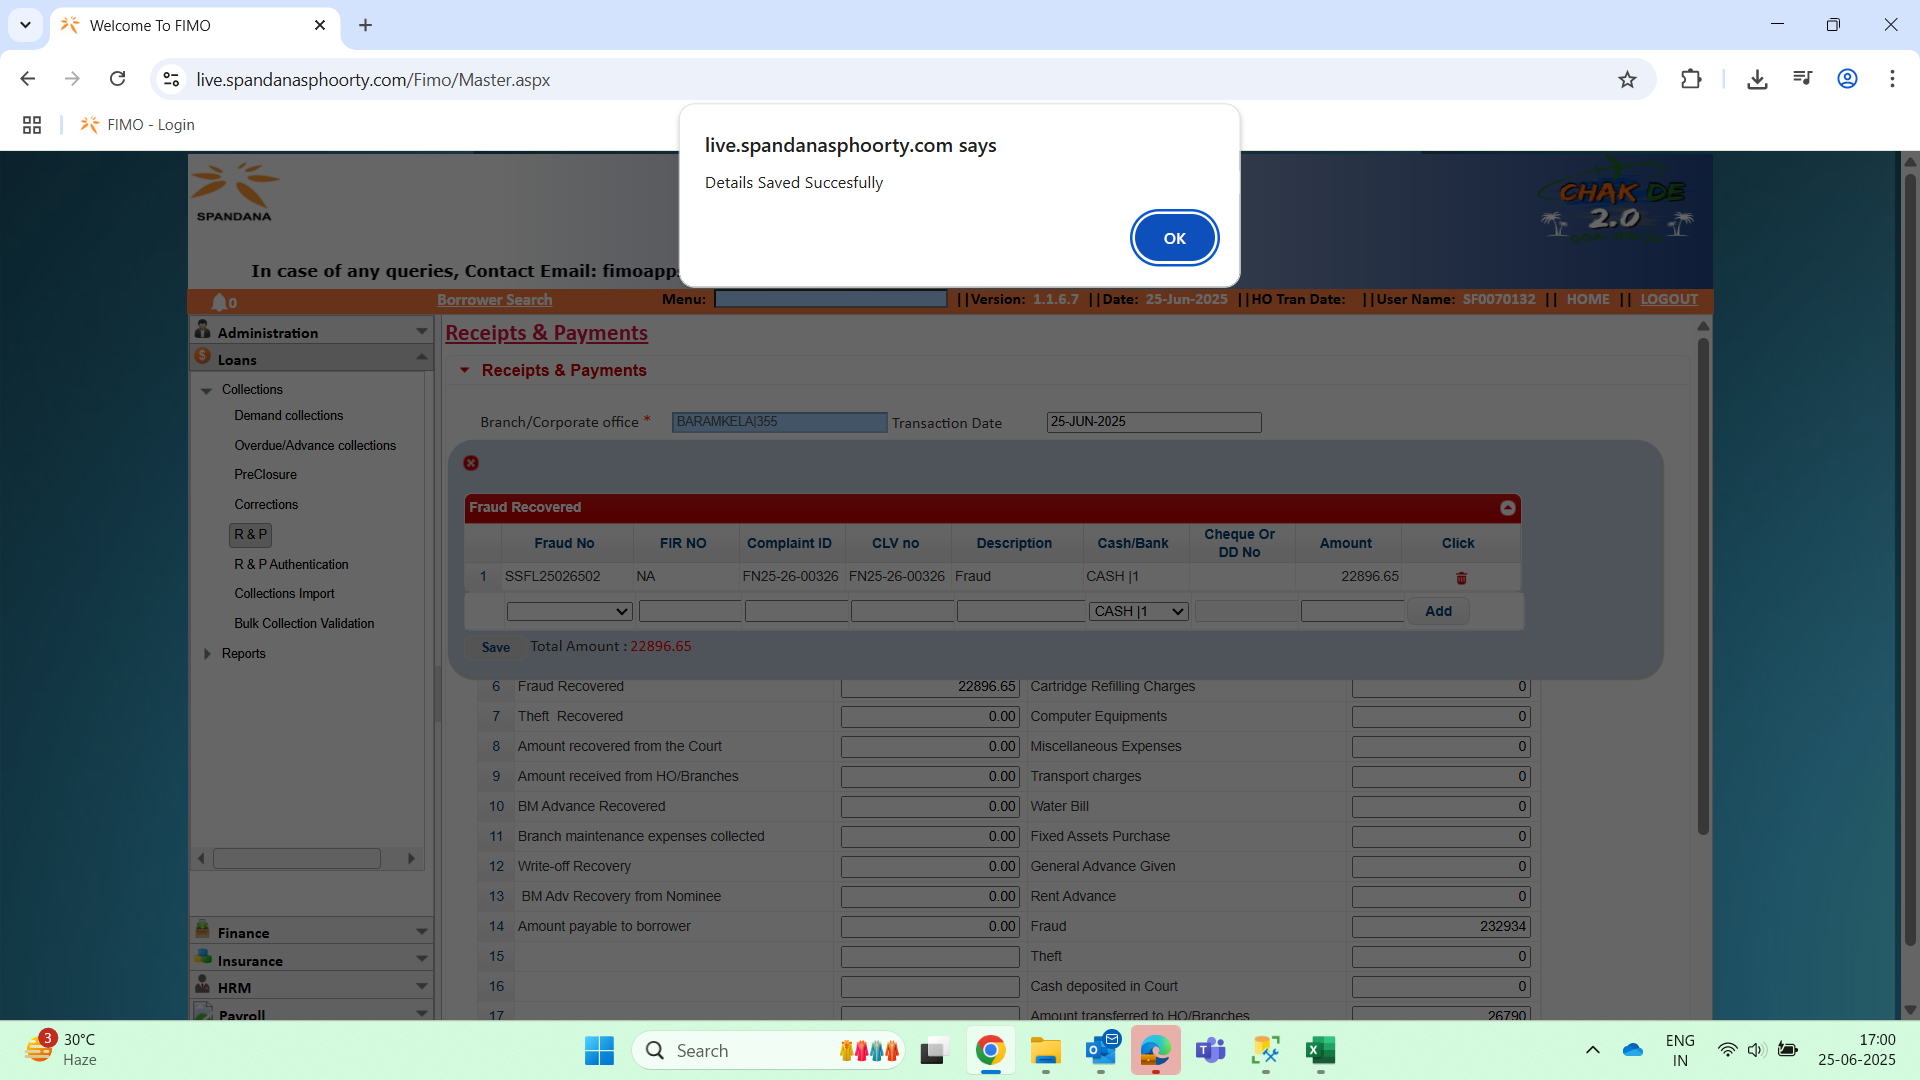 Welcome To FIMO
live.spandanasphoorty.com/Fimo/Master.aspx
FIMO - Login
live.spandanasphoorty.com says
Details Saved Succesfully
OK
SPANDANA
CHAK DE
2.0
In case of any queries, Contact Email: fimoapp
0
Borrower Search
Menu:
||Version: 1.1.6.7 ||Date: 25-Jun-2025 ||HO Tran Date: ||User Name: SF0070132 || HOME || LOGOUT
Administration
Loans
Collections
Demand collections
Overdue/Advance collections
PreClosure
Corrections
R & P
R & P Authentication
Collections Import
Bulk Collection Validation
Reports
Finance
Insurance
HRM
Payroll
Receipts & Payments
Receipts & Payments
Branch/Corporate office * BARAMKELA|355 Transaction Date 25-JUN-2025
Fraud Recovered
Fraud No FIR NO Complaint ID CLV no Description Cash/Bank Cheque Or DD No Amount Click
1 SSFL25026502 NA FN25-26-00326 FN25-26-00326 Fraud CASH |1 22896.65
CASH |1 Add
Save Total Amount : 22896.65
6 Fraud Recovered 22896.65 Cartridge Refilling Charges 0
7 Theft Recovered 0.00 Computer Equipments 0
8 Amount recovered from the Court 0.00 Miscellaneous Expenses 0
9 Amount received from HO/Branches 0.00 Transport charges 0
10 BM Advance Recovered 0.00 Water Bill 0
11 Branch maintenance expenses collected 0.00 Fixed Assets Purchase 0
12 Write-off Recovery 0.00 General Advance Given 0
13 BM Adv Recovery from Nominee 0.00 Rent Advance 0
14 Amount payable to borrower 0.00 Fraud 232934
15 Theft 0
16 Cash deposited in Court 0
17 Amount transferred to HO/Branches 26790
3
30°C
Haze
Search
ENG
IN
17:00
25-06-2025